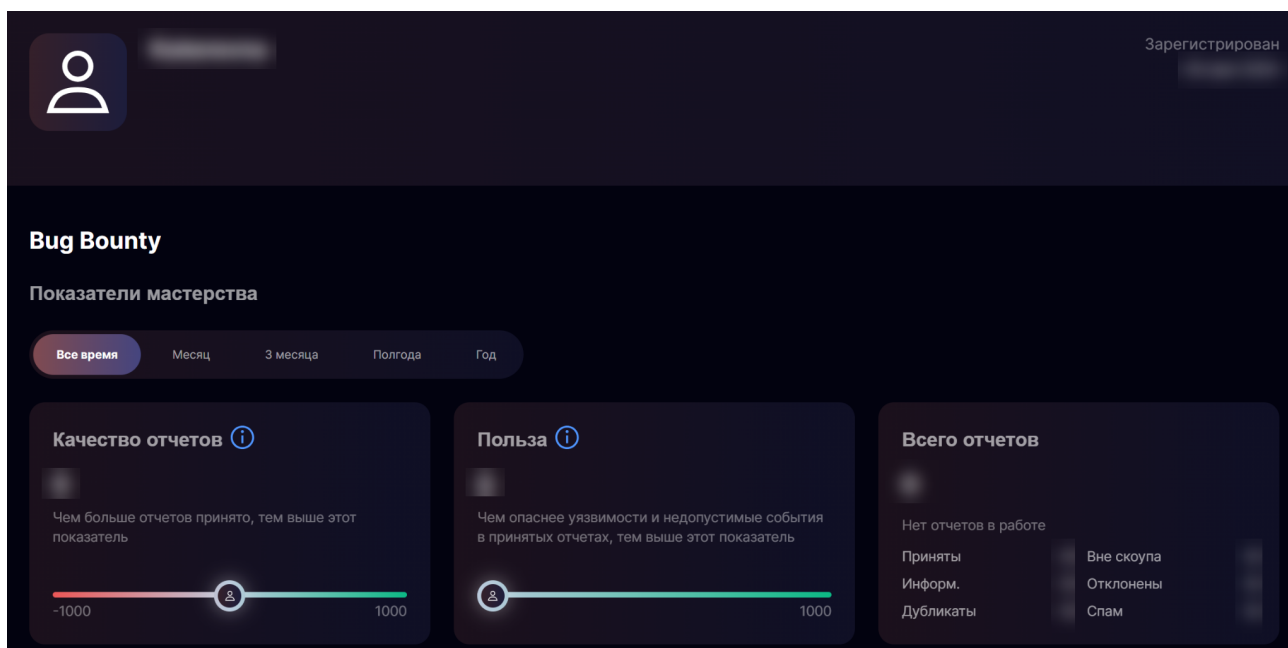 Зарегистрирован
Bug Bounty
Показатели мастерства
Все время Месяц 3 месяца Полгода Год
Качество отчетов
Чем больше отчетов принято, тем выше этот
показатель
-1000 1000
Польза
Чем опаснее уязвимости и недопустимые события
в принятых отчетах, тем выше этот показатель
1000
Всего отчетов
Нет отчетов в работе
Приняты Вне скоупа
Информ. Отклонены
Дубликаты Спам